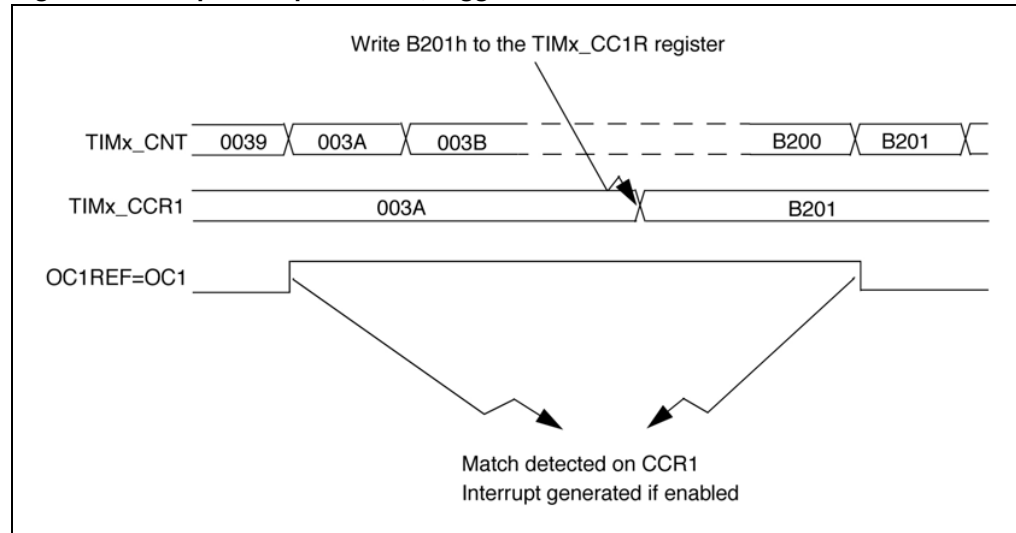 Write B201h to the TIMx_CC1R register
TIMx_CNT 0039 003A 003B B200 B201
TIMx_CCR1 003A B201
OC1REF=OC1
Match detected on CCR1
Interrupt generated if enabled